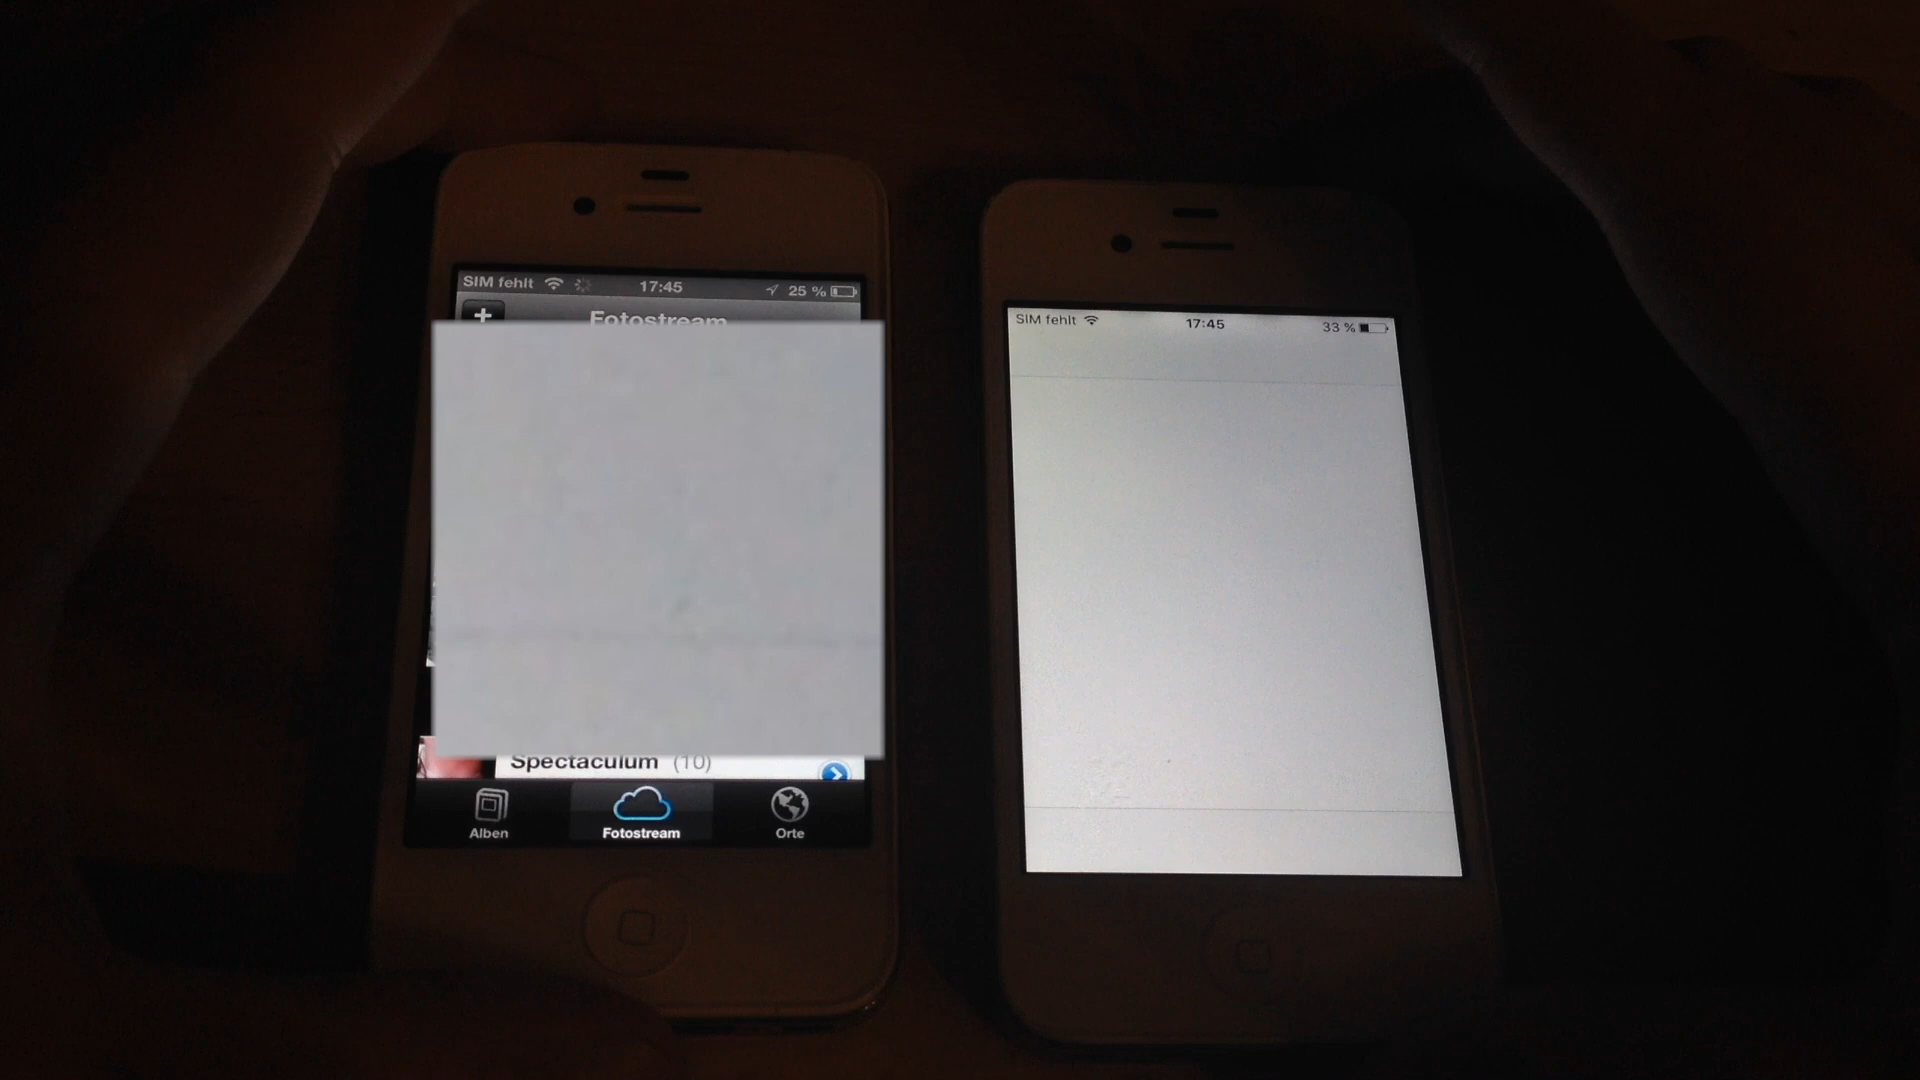 SIM fehlt 17:45 25 %
Fotostream
Spectaculum (10)
Alben Fotostream Orte
SIM fehlt 17:45 33 %